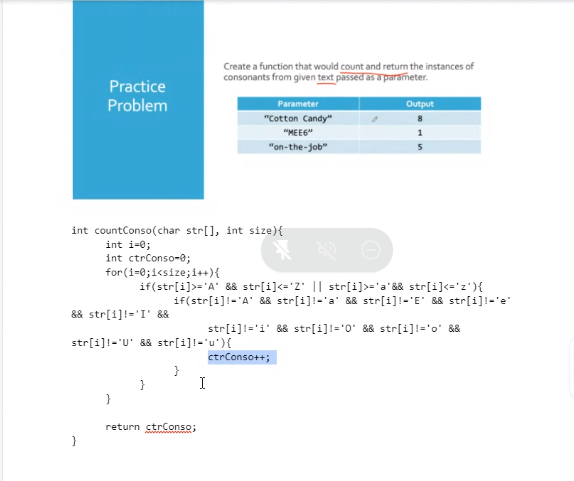 Practice
Problem
Create a function that would count and return the instances of
consonants from given text passed as a parameter.
Parameter Output
"Cotton Candy" 8
"MEE6" 1
"on-the-job" 5
int countConso(char str[], int size){
int i=0;
int ctrConso=0;
for(i=0;i<size;i++){
if(str[i]>='A' && str[i]<='Z' || str[i]>='a'&& str[i]<='z'){
if(str[i]!='A' && str[i]!='a' && str[i]!='E' && str[i]!='e'
&& str[i]!='I' &&
str[i]!='i' && str[i]!='O' && str[i]!='o' &&
str[i]!='U' && str[i]!='u'){
ctrConso++;
}
}
}
return ctrConso;
}